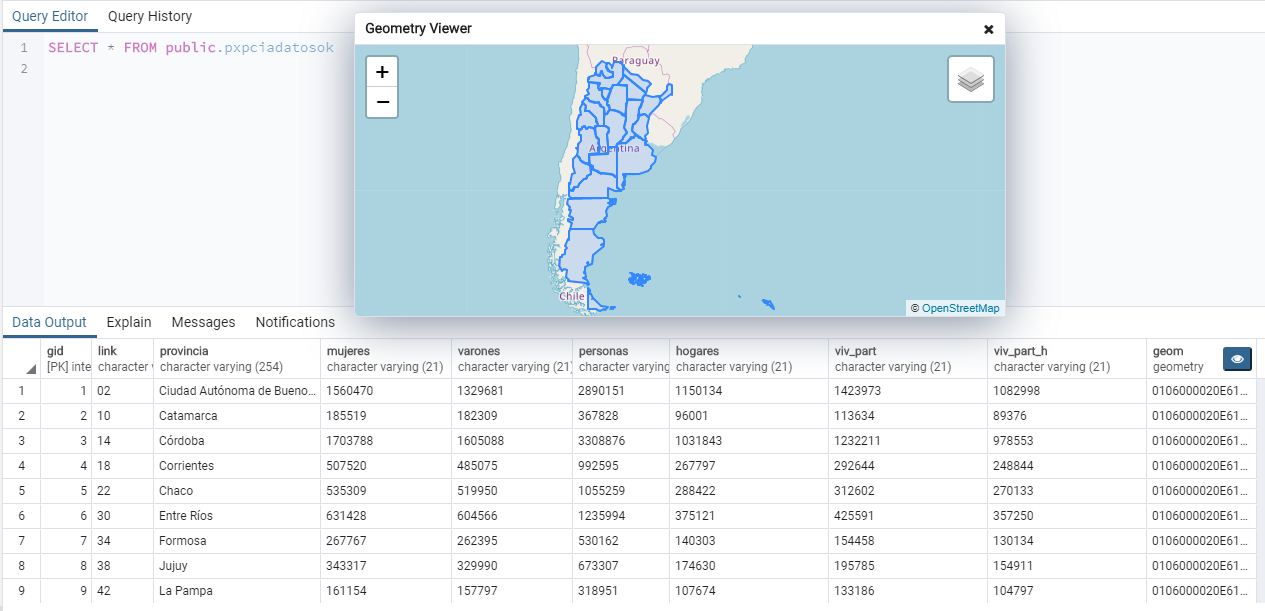 Query Editor Query History
1 SELECT * FROM public.pxpciadatosok
2
Geometry Viewer
+
−
Paraguay
Argentina
Chile
© OpenStreetMap
Data Output Explain Messages Notifications
gid link provincia mujeres varones personas hogares viv_part viv_part_h geom
[PK] inte character v character varying (254) character varying (21) character varying (21) character varying character varying (21) character varying (21) character varying (21) geometry
1 1 02 Ciudad Autónoma de Bueno... 1560470 1329681 2890151 1150134 1423973 1082998 0106000020E61...
2 2 10 Catamarca 185519 182309 367828 96001 113634 89376 0106000020E61...
3 3 14 Córdoba 1703788 1605088 3308876 1031843 1232211 978553 0106000020E61...
4 4 18 Corrientes 507520 485075 992595 267797 292644 248844 0106000020E61...
5 5 22 Chaco 535309 519950 1055259 288422 312602 270133 0106000020E61...
6 6 30 Entre Ríos 631428 604566 1235994 375121 425591 357250 0106000020E61...
7 7 34 Formosa 267767 262395 530162 140303 154458 130134 0106000020E61...
8 8 38 Jujuy 343317 329990 673307 174630 195785 154911 0106000020E61...
9 9 42 La Pampa 161154 157797 318951 107674 133186 104797 0106000020E61...